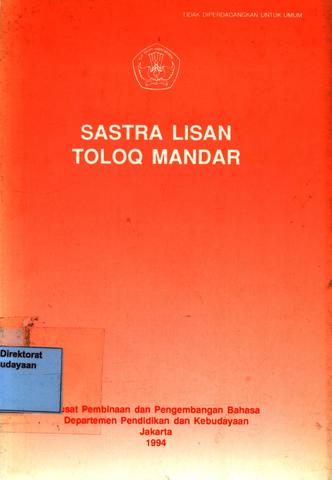 TIDAK DIPERDAGANGKAN UNTUK UMUM
SASTRA LISAN
TOLOQ MANDAR
Direktorat
udayaan
usat Pembinaan dan Pengembangan Bahasa
Departemen Pendidikan dan Kebudayaan
Jakarta
1994